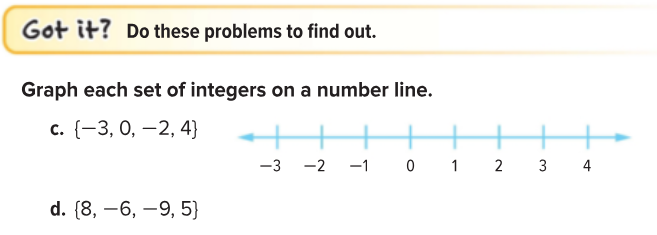 Got it? Do these problems to find out.
Graph each set of integers on a number line.
c. {−3, 0, −2, 4}
−3 −2 −1 0 1 2 3 4
d. {8, −6, −9, 5}